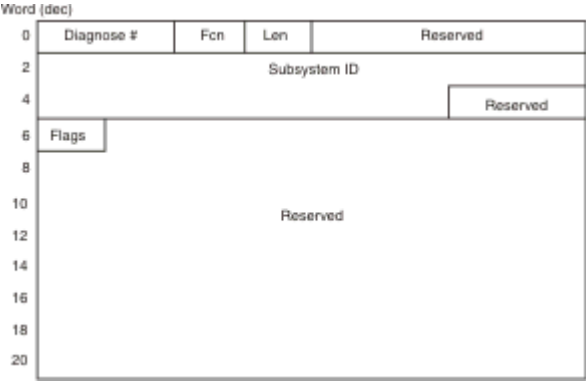 Word (dec)
0 Diagnose # Fcn Len Reserved
2 Subsystem ID
4 Reserved
6 Flags
8
10 Reserved
12
14
16
18
20